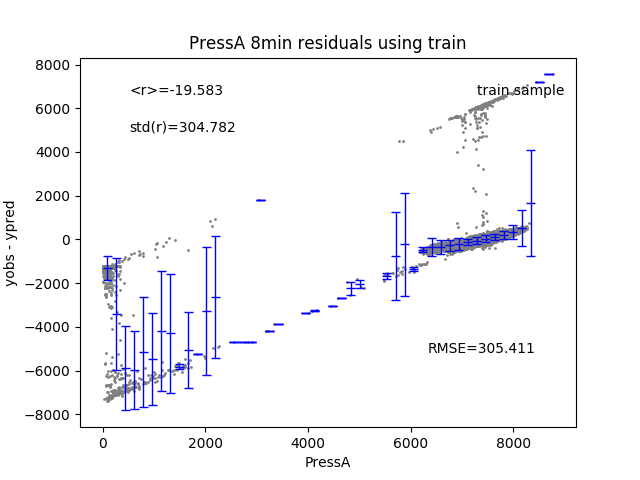 PressA 8min residuals using train
8000
6000
4000
2000
0
−2000
−4000
−6000
−8000
yobs - ypred
<r>=-19.583
std(r)=304.782
train sample
RMSE=305.411
0 2000 4000 6000 8000
PressA